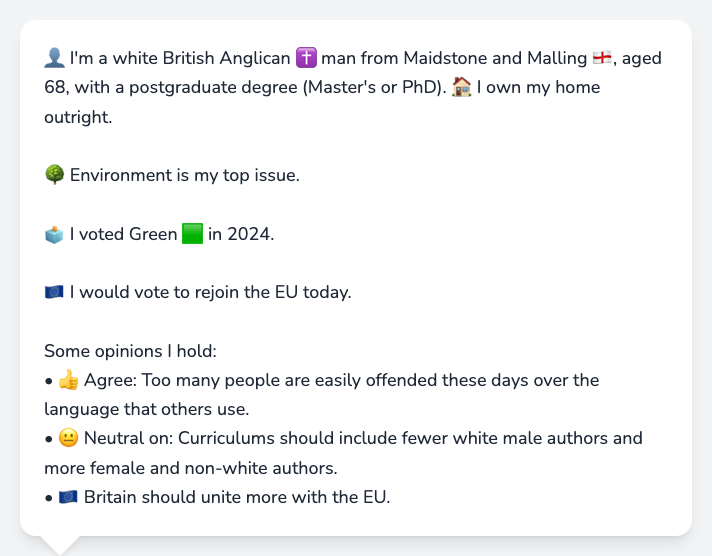 👤 I'm a white British Anglican ✝️ man from Maidstone and Malling 🏴󠁧󠁢󠁥󠁮󠁧󠁿, aged
68, with a postgraduate degree (Master's or PhD). 🏠 I own my home
outright.
🌳 Environment is my top issue.
🗳️ I voted Green 🟩 in 2024.
🇪🇺 I would vote to rejoin the EU today.
Some opinions I hold:
• 👍 Agree: Too many people are easily offended these days over the
language that others use.
• 😐 Neutral on: Curriculums should include fewer white male authors and
more female and non-white authors.
• 🇪🇺 Britain should unite more with the EU.